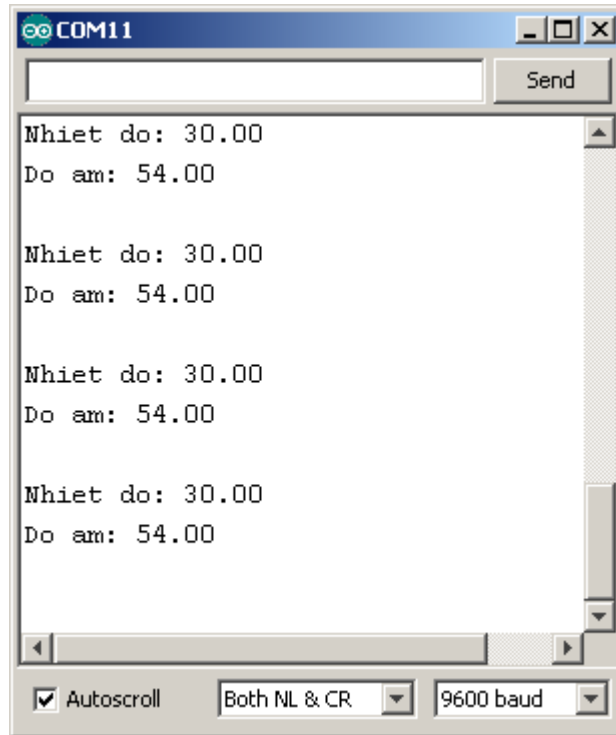 COM11
Send
Nhiet do: 30.00
Do am: 54.00
Nhiet do: 30.00
Do am: 54.00
Nhiet do: 30.00
Do am: 54.00
Nhiet do: 30.00
Do am: 54.00
Autoscroll
Both NL & CR
9600 baud